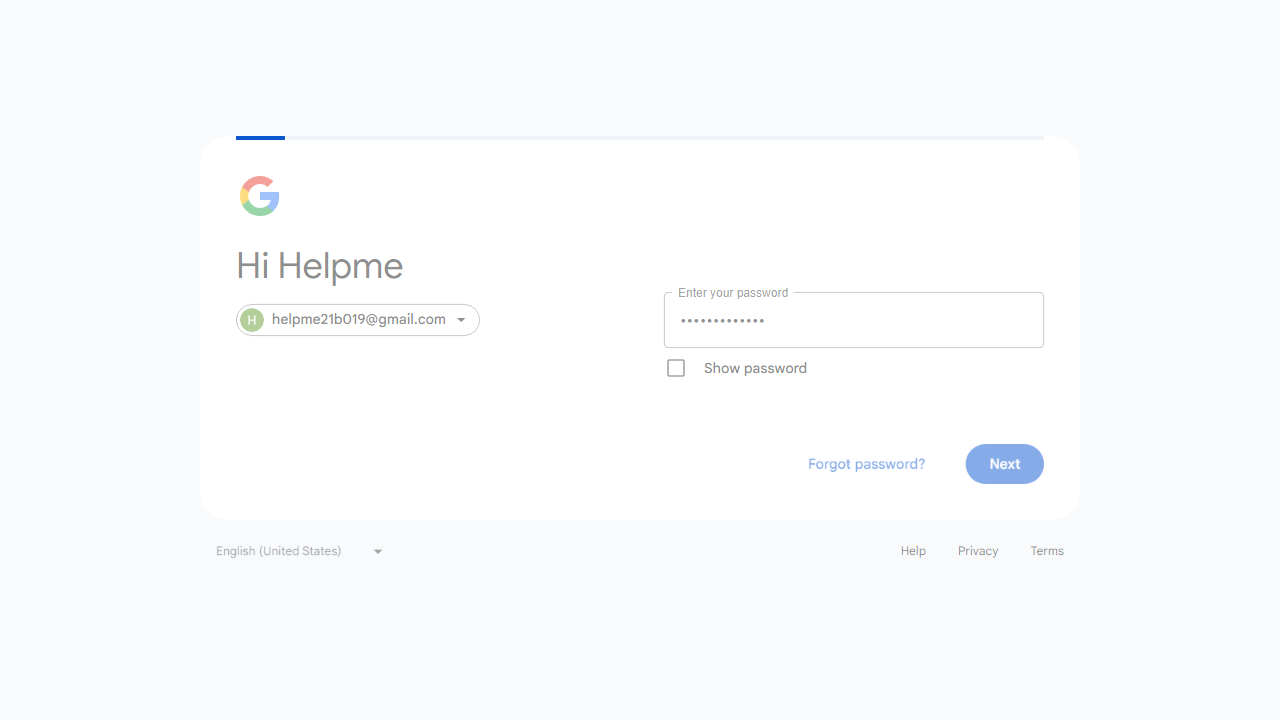 Hi Helpme
H
helpme21b019@gmail.com
Enter your password
•••••••••••••
Show password
Forgot password?
Next
English (United States)
Help
Privacy
Terms